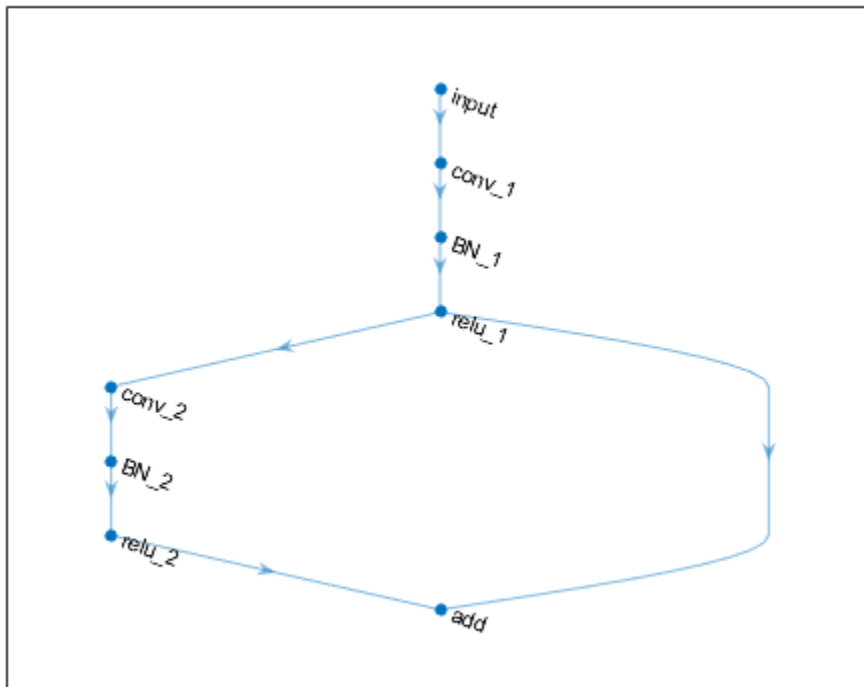 input
conv_1
BN_1
relu_1
conv_2
BN_2
relu_2
add